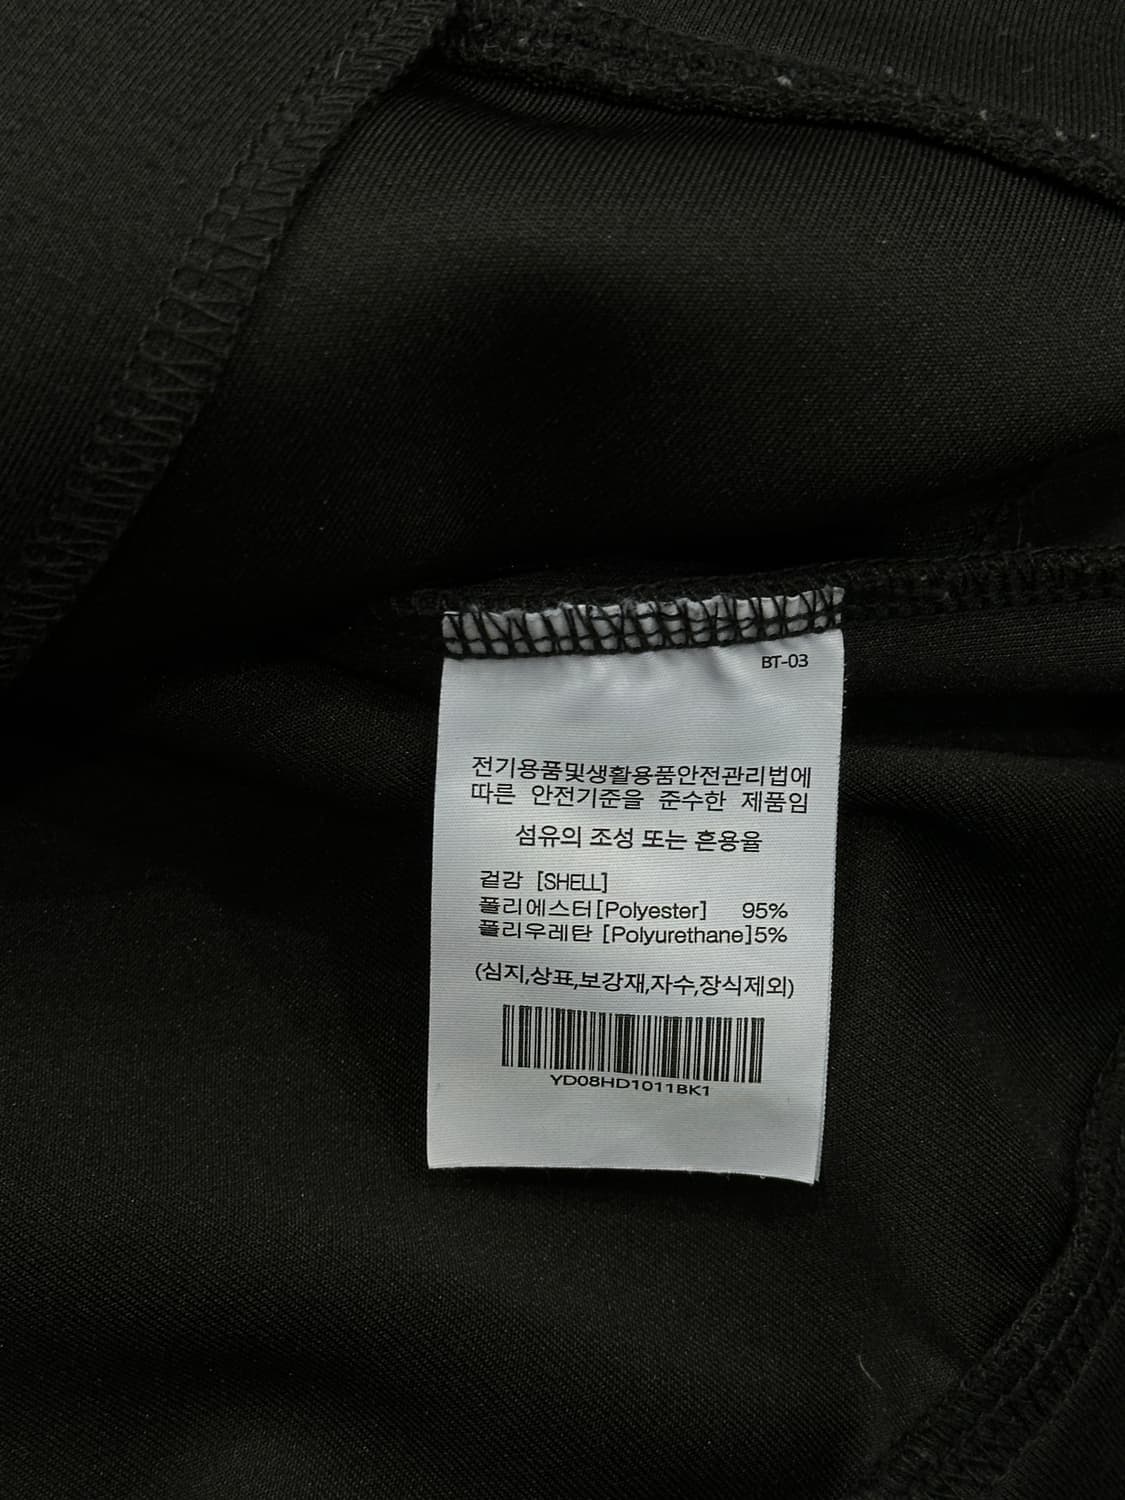 BT-03
전기용품및생활용품안전관리법에
따른 안전기준을 준수한 제품임
섬유의 조성 또는 혼용율
겉감 [SHELL]
폴리에스터[Polyester] 95%
폴리우레탄 [Polyurethane]5%
(심지,상표,보강재,자수,장식제외)
YD08HD1011BK1